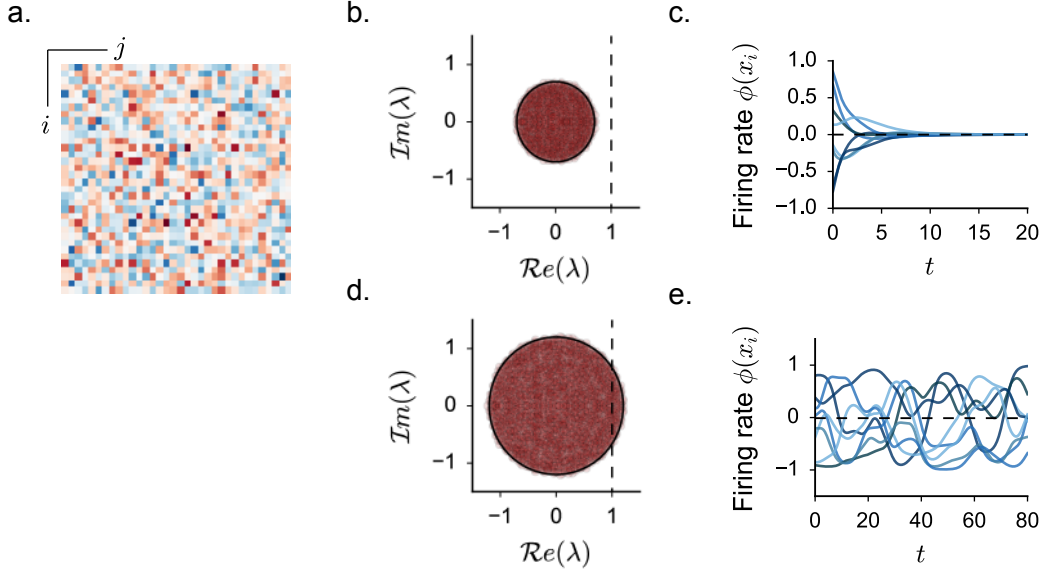 a.
j
i
b.
1
0
−1
−1 0 1
Im(λ)
Re(λ)
c.
1.0
0.5
0.0
−0.5
−1.0
0 5 10 15 20
Firing rate ϕ(xᵢ)
t
d.
1
0
−1
−1 0 1
Im(λ)
Re(λ)
e.
1
0
−1
0 20 40 60 80
Firing rate ϕ(xᵢ)
t